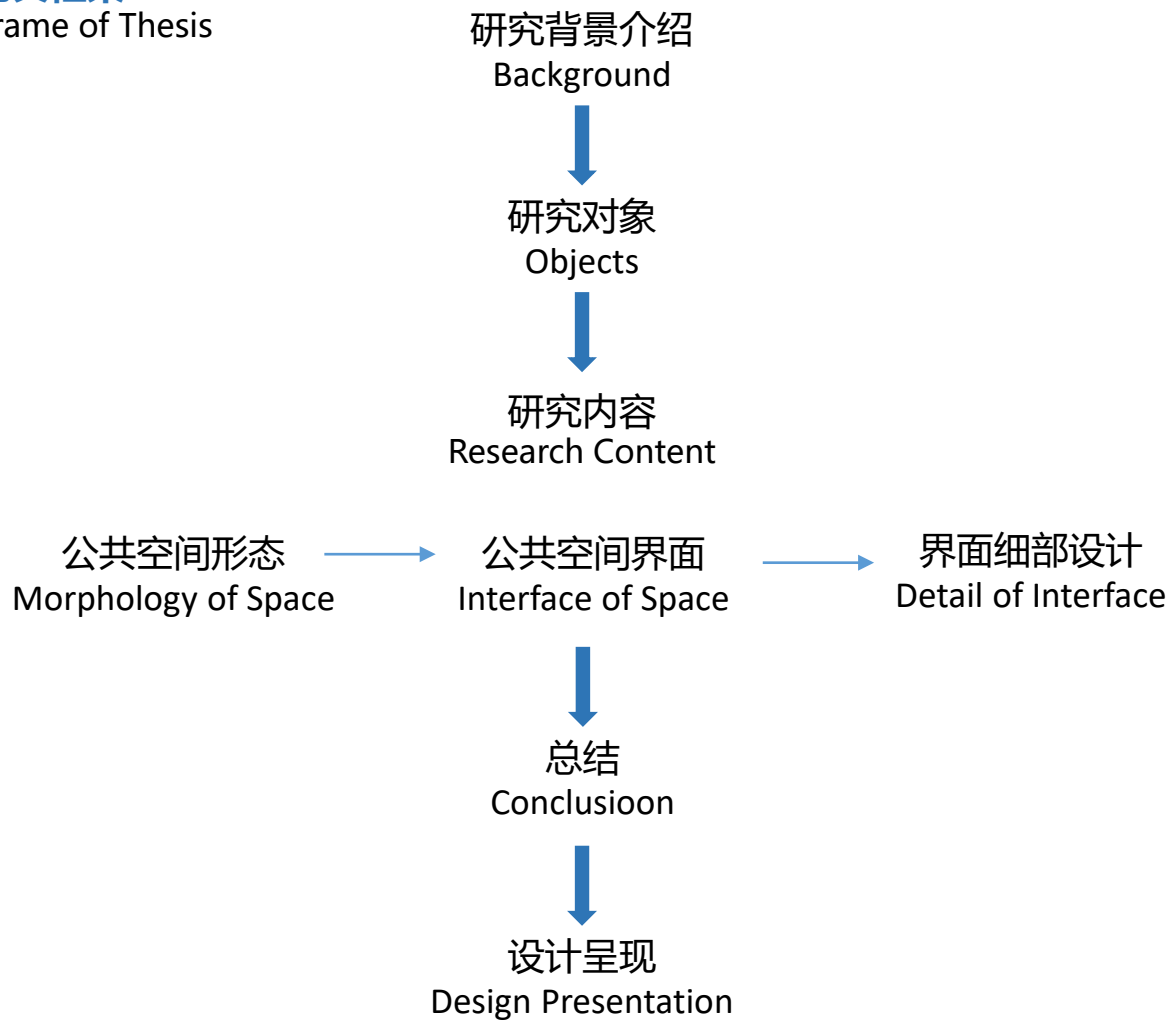 rame of Thesis
研究背景介绍
Background
研究对象
Objects
研究内容
Research Content
公共空间形态
Morphology of Space
公共空间界面
Interface of Space
界面细部设计
Detail of Interface
总结
Conclusioon
设计呈现
Design Presentation